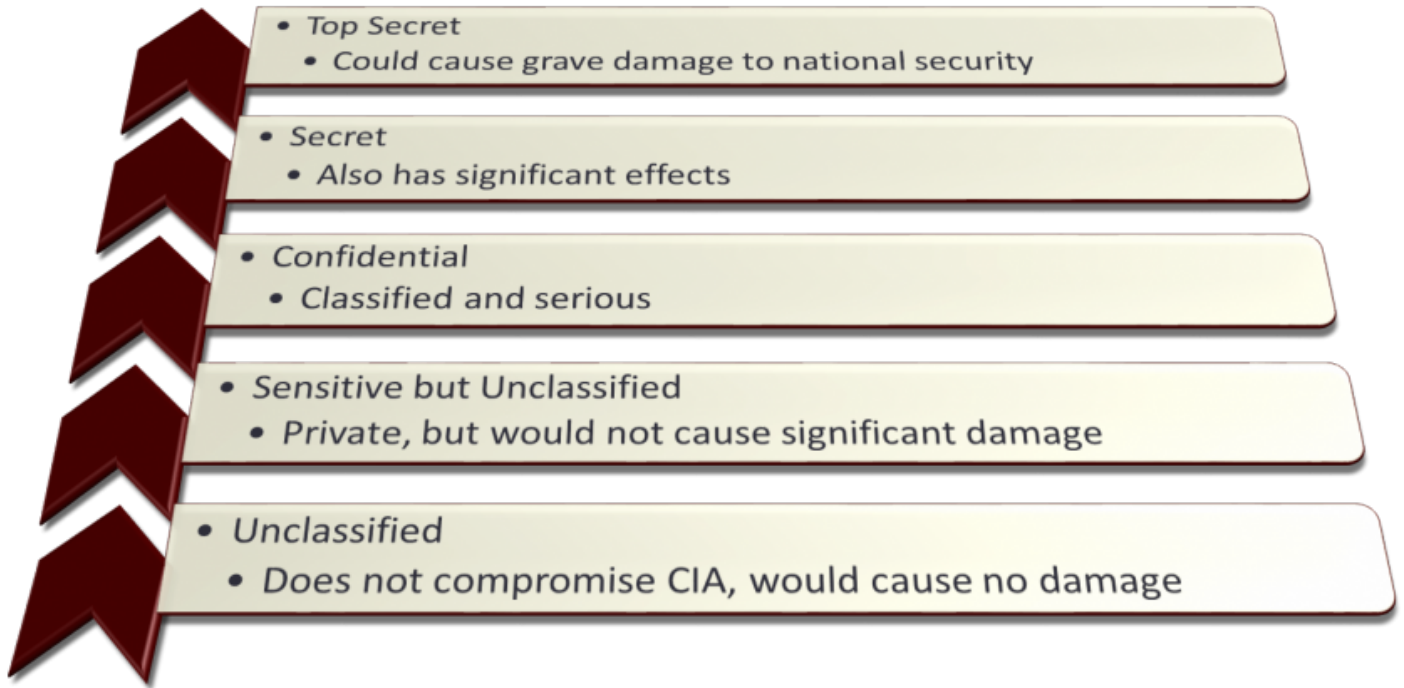 • Top Secret
• Could cause grave damage to national security
• Secret
• Also has significant effects
• Confidential
• Classified and serious
• Sensitive but Unclassified
• Private, but would not cause significant damage
• Unclassified
• Does not compromise CIA, would cause no damage